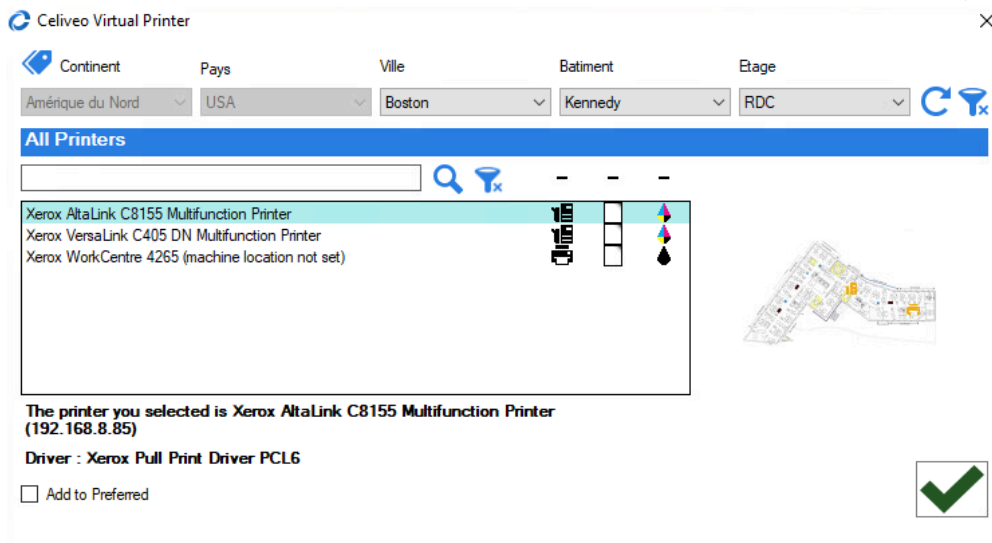 Celiveo Virtual Printer
Continent Pays Ville Batiment Etage
Amérique du Nord USA Boston Kennedy RDC
All Printers
Xerox AltaLink C8155 Multifunction Printer
Xerox VersaLink C405 DN Multifunction Printer
Xerox WorkCentre 4265 (machine location not set)
The printer you selected is Xerox AltaLink C8155 Multifunction Printer
(192.168.8.85)
Driver : Xerox Pull Print Driver PCL6
Add to Preferred